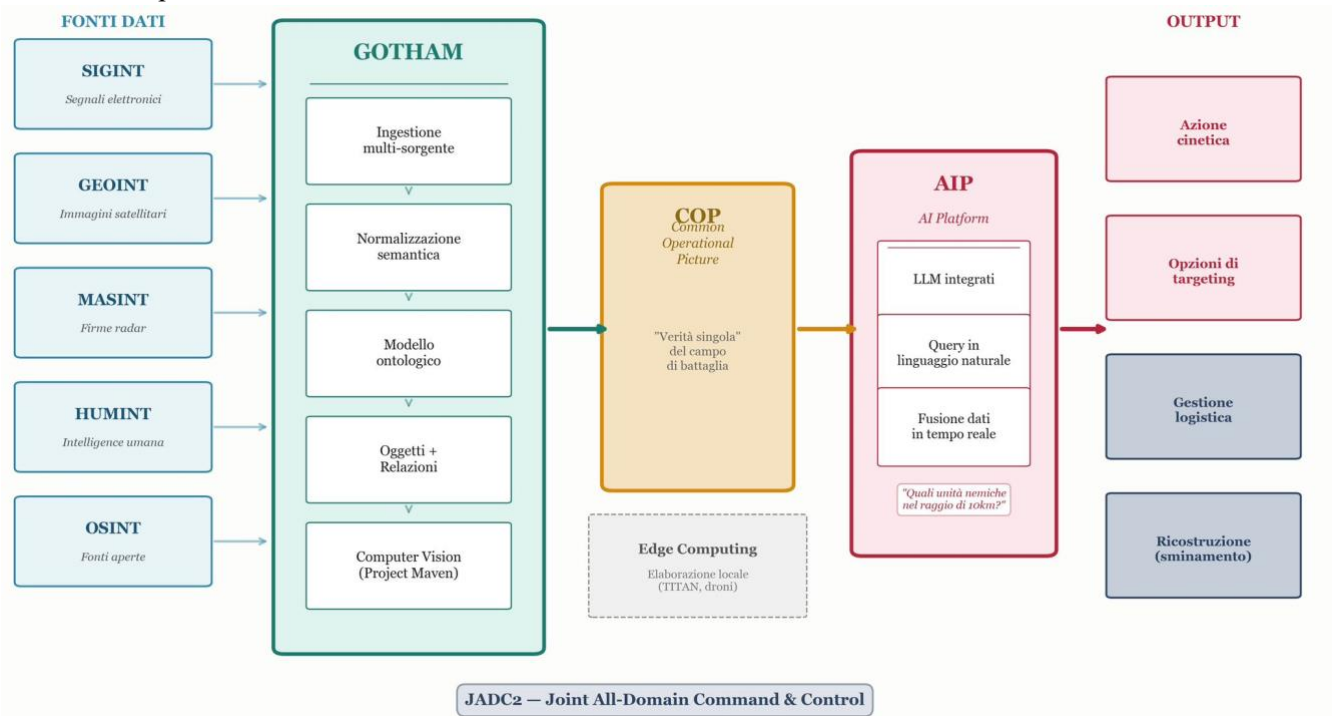 FONTI DATI
SIGINT
Segnali elettronici
GEOINT
Immagini satellitari
MASINT
Firme radar
HUMINT
Intelligence umana
OSINT
Fonti aperte
GOTHAM
Ingestione
multi-sorgente
Normalizzazione
semantica
Modello
ontologico
Oggetti +
Relazioni
Computer Vision
(Project Maven)
COP
Common
Operational
Picture
"Verità singola"
del campo
di battaglia
Edge Computing
Elaborazione locale
(TITAN, droni)
AIP
AI Platform
LLM integrati
Query in
linguaggio naturale
Fusione dati
in tempo reale
"Quali unità nemiche
nel raggio di 10km?"
OUTPUT
Azione
cinetica
Opzioni di
targeting
Gestione
logistica
Ricostruzione
(sminamento)
JADC2 — Joint All-Domain Command & Control